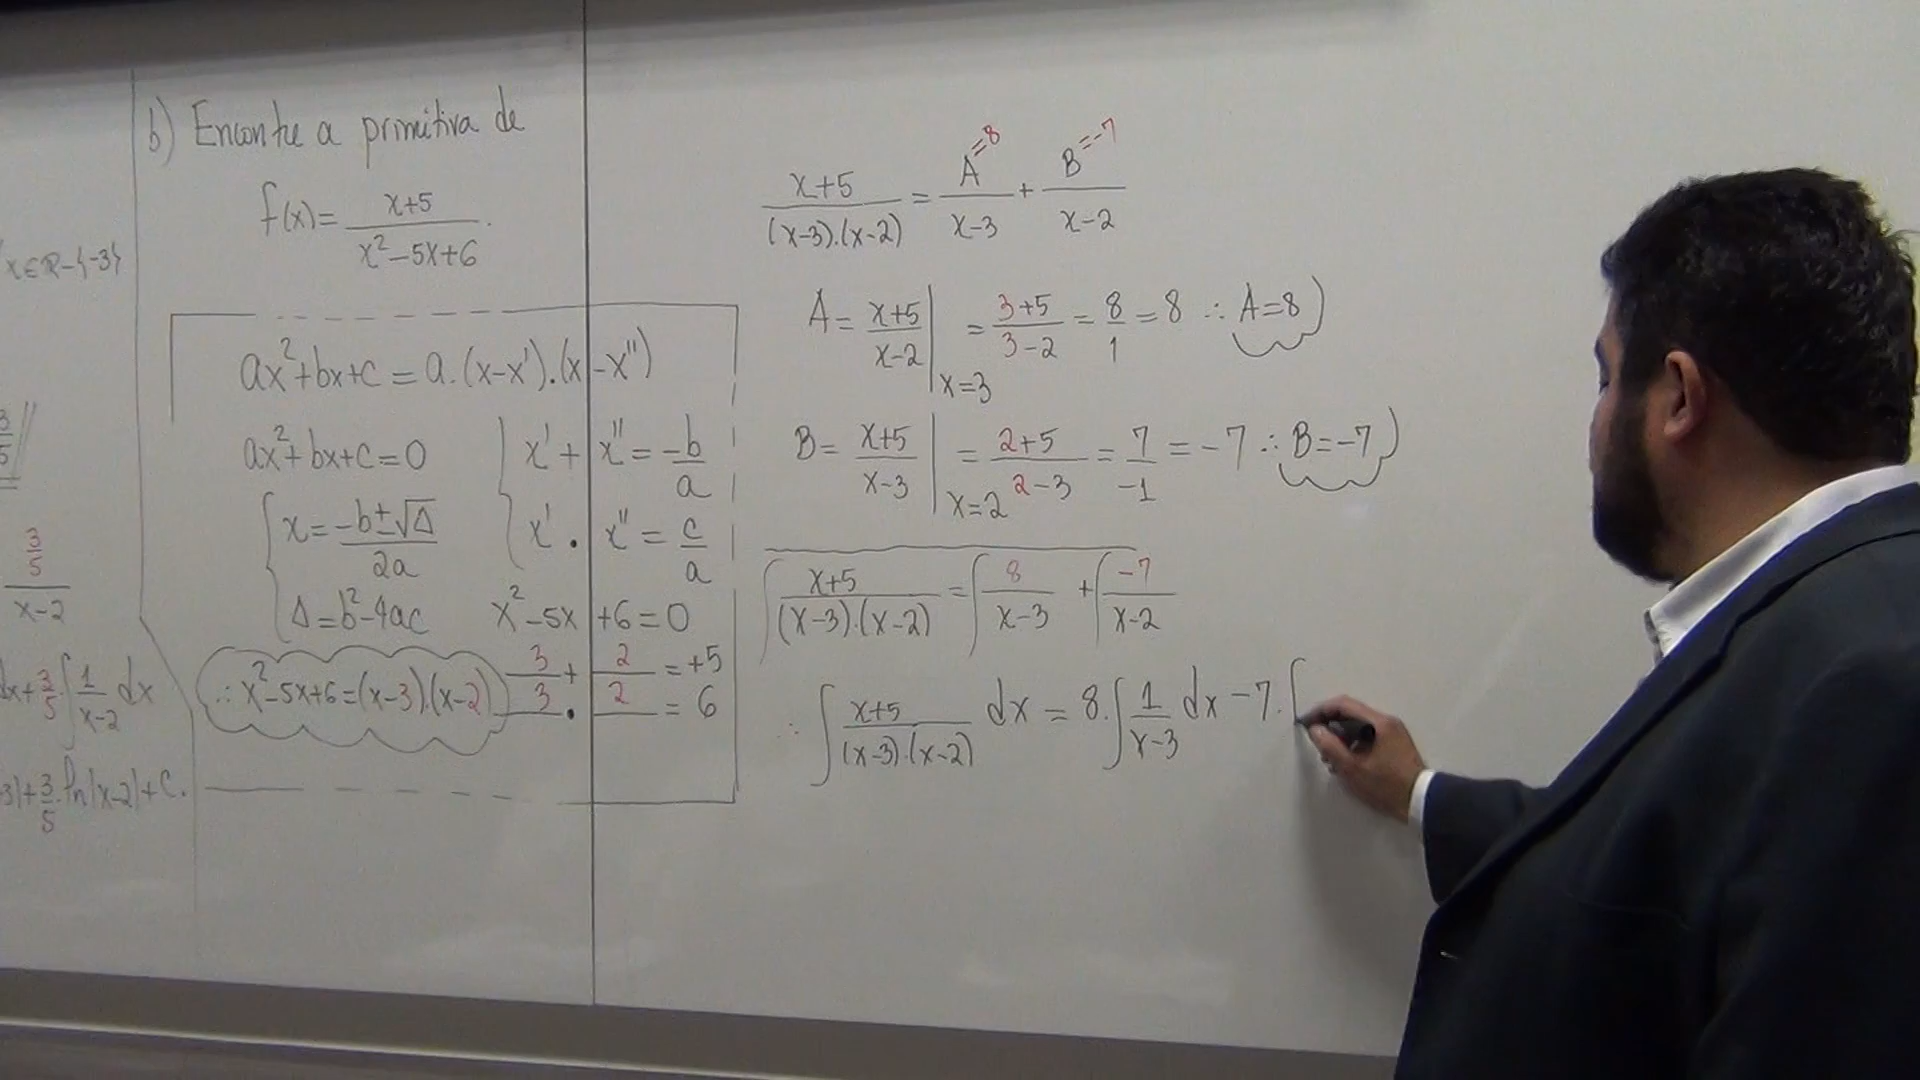 x∈R-{-3}
3/5
3/5
x-2
dx+3/5∫1/(x-2) dx
3|+3/5.ln|x-2|+C.
b) Encontre a primitiva de
f(x)= (x+5)/(x²-5x+6).
ax²+bx+c=a.(x-x').(x-x'')
ax²+bx+c=0
x=(-b±√Δ)/2a
Δ=b²-4ac
x'+x''=-b/a
x'.x''=c/a
x²-5x+6=0
3+2=+5
3.2=6
∴x²-5x+6=(x-3).(x-2)
(x+5)/((x-3).(x-2)) = A⁼⁸/(x-3) + B⁼⁻⁷/(x-2)
A= (x+5)/(x-2)|x=3 = (3+5)/(3-2) = 8/1 = 8 ∴ A=8)
B= (x+5)/(x-3)|x=2 = (2+5)/(2-3) = 7/-1 = -7 ∴ B=-7)
∫(x+5)/((x-3).(x-2)) = ∫8/(x-3) + ∫-7/(x-2)
∴ ∫(x+5)/((x-3).(x-2)) dx = 8.∫1/(x-3) dx -7.∫